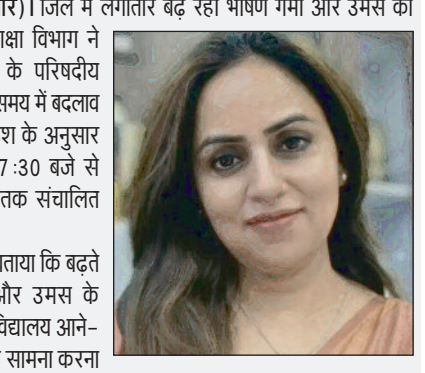 ार)। जिले में लगातार बढ़ रही भीषण गर्मी और उमस को
क्षा विभाग ने
के परिषदीय
समय में बदलाव
श के अनुसार
7:30 बजे से
तक संचालित
ताया कि बढ़ते
और उमस के
विद्यालय आने-
सामना करना